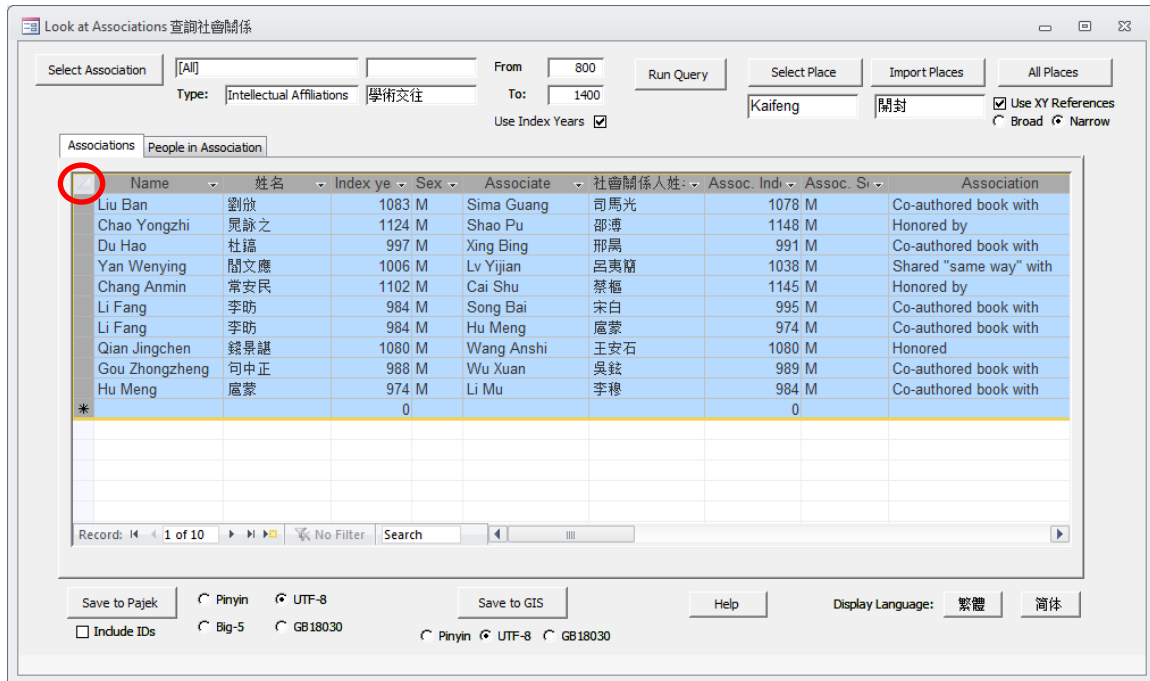 Look at Associations 查詢社會關係
Select Association [All] From 800 Run Query Select Place Import Places All Places
Type: Intellectual Affiliations 學術交往 To: 1400 Kaifeng 開封 Use XY References
Use Index Years Broad Narrow
Associations People in Association
Name 姓名 Index ye Sex Associate 社會關係人姓 Assoc. Ind Assoc. S Association
Liu Ban 劉攽 1083 M Sima Guang 司馬光 1078 M Co-authored book with
Chao Yongzhi 晁詠之 1124 M Shao Pu 邵溥 1148 M Honored by
Du Hao 杜鎬 997 M Xing Bing 邢昺 991 M Co-authored book with
Yan Wenying 閻文應 1006 M Lv Yijian 呂夷簡 1038 M Shared "same way" with
Chang Anmin 常安民 1102 M Cai Shu 蔡樞 1145 M Honored by
Li Fang 李昉 984 M Song Bai 宋白 995 M Co-authored book with
Li Fang 李昉 984 M Hu Meng 扈蒙 974 M Co-authored book with
Qian Jingchen 錢景諶 1080 M Wang Anshi 王安石 1080 M Honored
Gou Zhongzheng 句中正 988 M Wu Xuan 吳鉉 989 M Co-authored book with
Hu Meng 扈蒙 974 M Li Mu 李穆 984 M Co-authored book with
0 0
Record: 1 of 10 No Filter Search
Save to Pajek Pinyin UTF-8 Save to GIS Help Display Language: 繁體 简体
Include IDs Big-5 GB18030 Pinyin UTF-8 GB18030